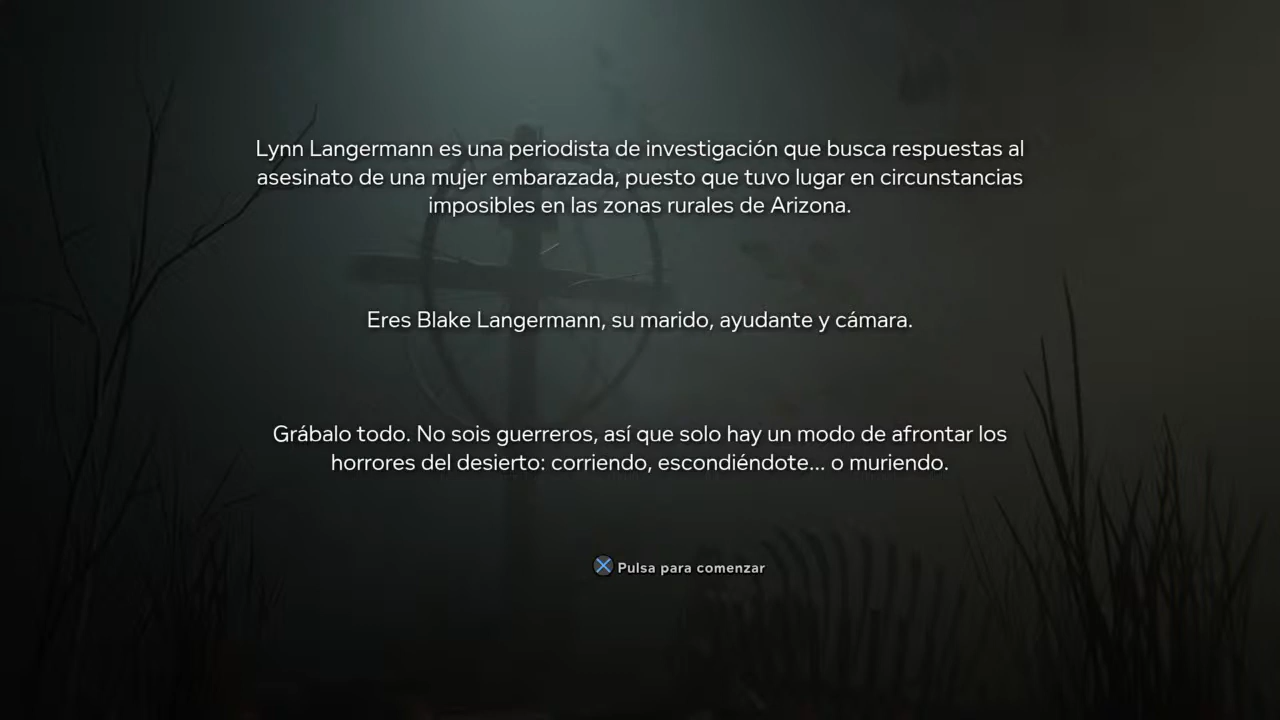 Lynn Langermann es una periodista de investigación que busca respuestas al
asesinato de una mujer embarazada, puesto que tuvo lugar en circunstancias
imposibles en las zonas rurales de Arizona.
Eres Blake Langermann, su marido, ayudante y cámara.
Grábalo todo. No sois guerreros, así que solo hay un modo de afrontar los
horrores del desierto: corriendo, escondiéndote... o muriendo.
Pulsa para comenzar